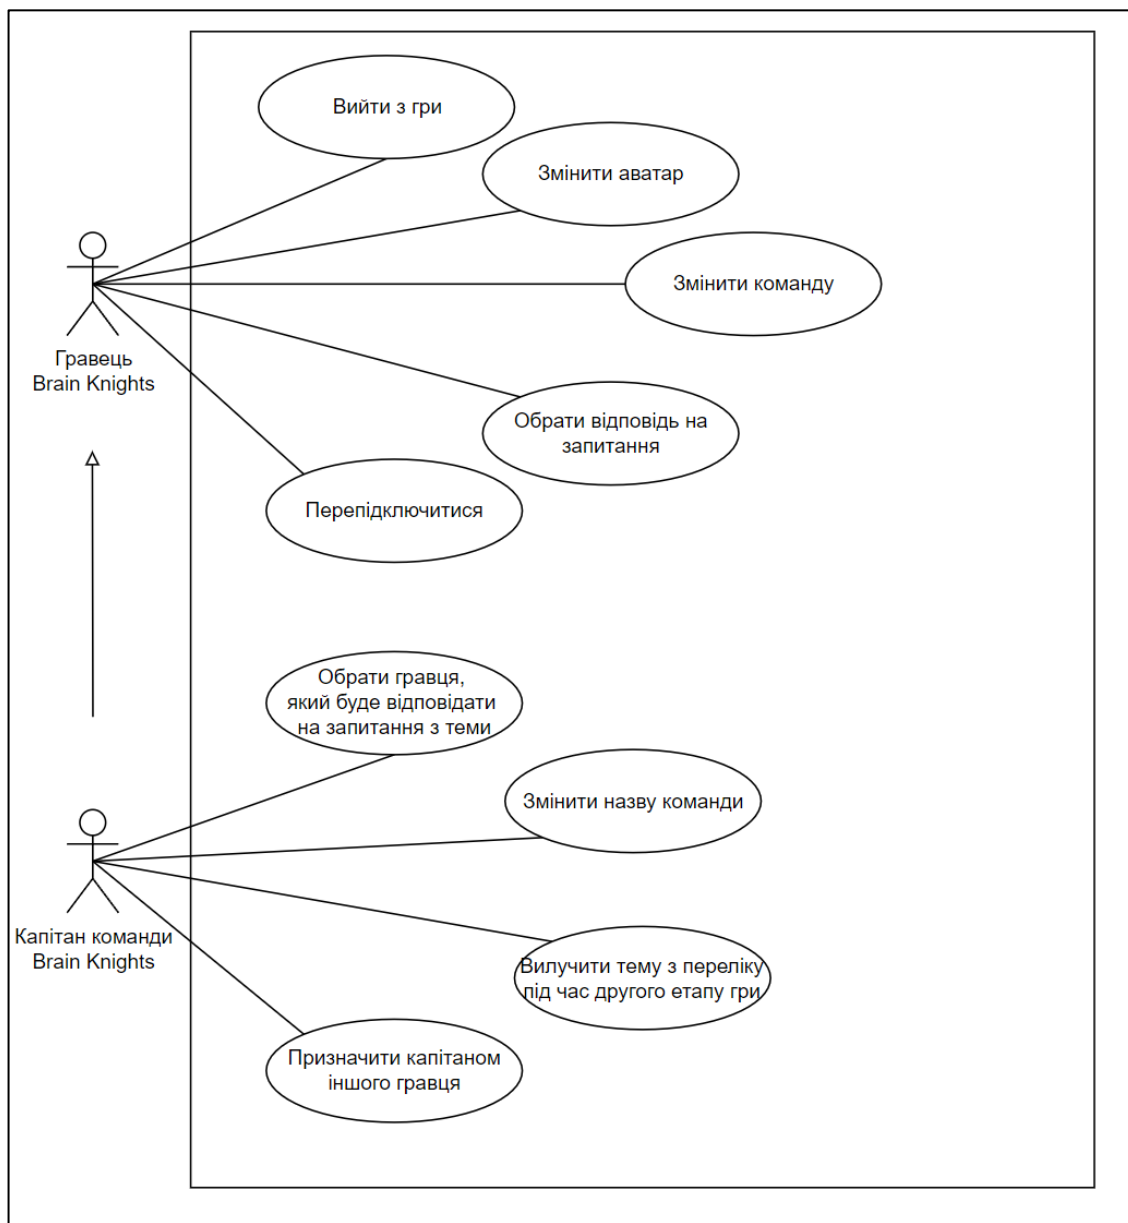 Вийти з гри
Змінити аватар
Змінити команду
Гравець
Brain Knights
Обрати відповідь на
запитання
Перепідключитися
Обрати гравця,
який буде відповідати
на запитання з теми
Змінити назву команди
Капітан команди
Brain Knights
Вилучити тему з переліку
під час другого етапу гри
Призначити капітаном
іншого гравця